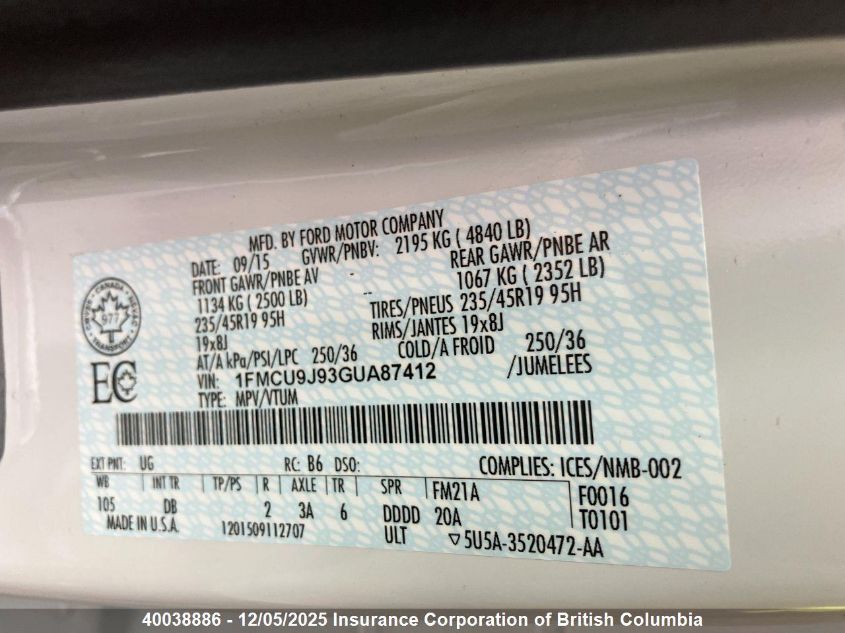 MFD. BY FORD MOTOR COMPANY
DATE: 09/15 GVWR/PNBV: 2195 KG ( 4840 LB)
FRONT GAWR/PNBE AV - REAR GAWR/PNBE AR
1134 KG ( 2500 LB) -- 1067 KG ( 2352 LB)
235/45R19 95H TIRES/PNEUS 235/45R19 95H
19x8J RIMS/JANTES 19x8J
AT/A kPa/PSI/LPC 250/36 COLD/A FROID 250/36
VIN: 1FMCU9J93GUA87412 /JUMELEES
TYPE: MPV/VTUM
CANADA
TRANSPORT
977
EC
EXT PNT: UG RC: B6 DSO: COMPLIES: ICES/NMB-002
WB INT TR TP/PS R AXLE TR SPR FM21A F0016
105 DB 2 3A 6 DDDD 20A T0101
MADE IN U.S.A. 1201509112707 ULT ▽5U5A-3520472-AA
40038886 - 12/05/2025 Insurance Corporation of British Columbia